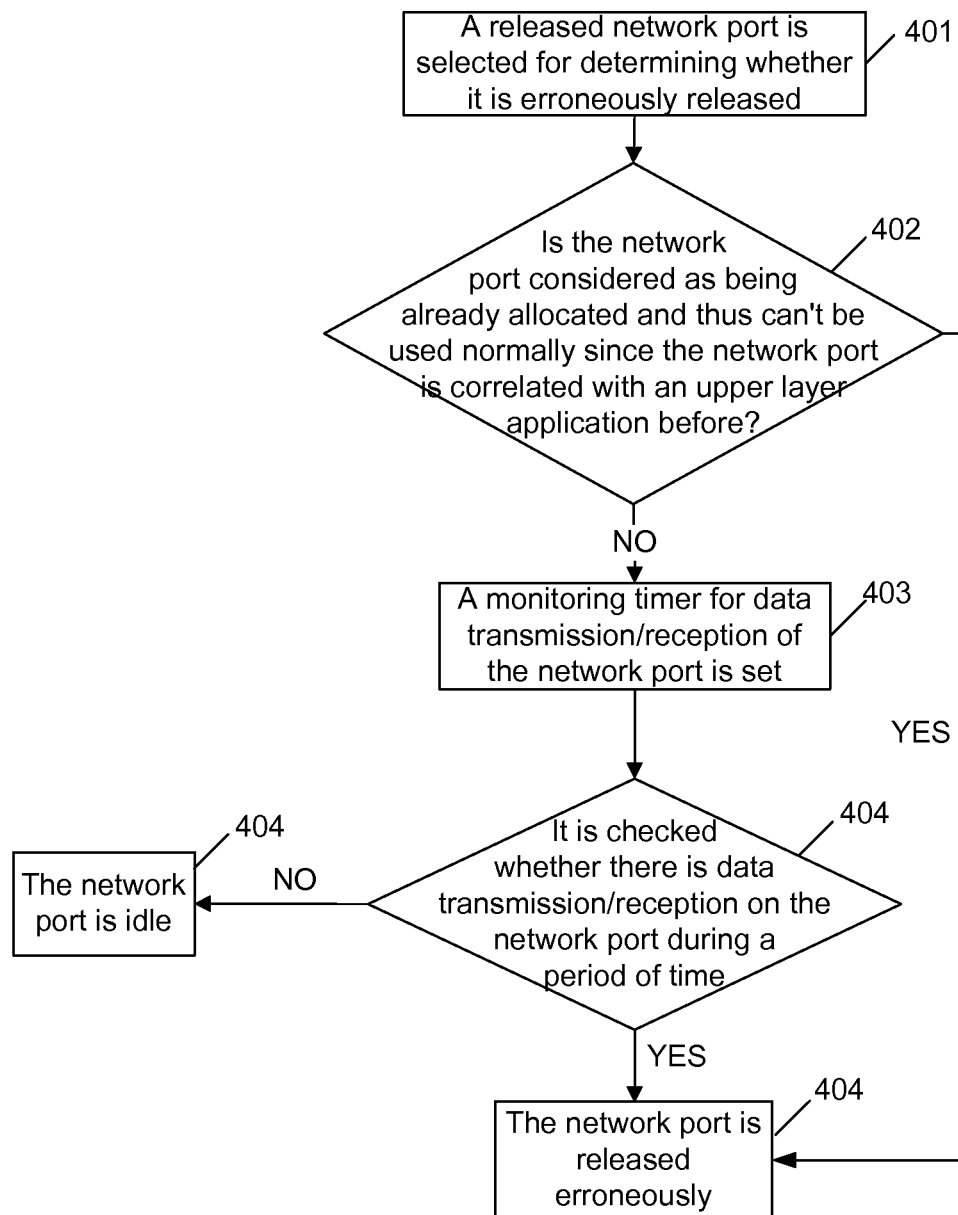 A released network port is
selected for determining whether
it is erroneously released
401
402
Is the network
port considered as being
already allocated and thus can't be
used normally since the network port
is correlated with an upper layer
application before?
NO
403
A monitoring timer for data
transmission/reception of
the network port is set
YES
404
It is checked
whether there is data
transmission/reception on the
network port during a
period of time
404
NO
The network
port is idle
YES
404
The network port is
released
erroneously